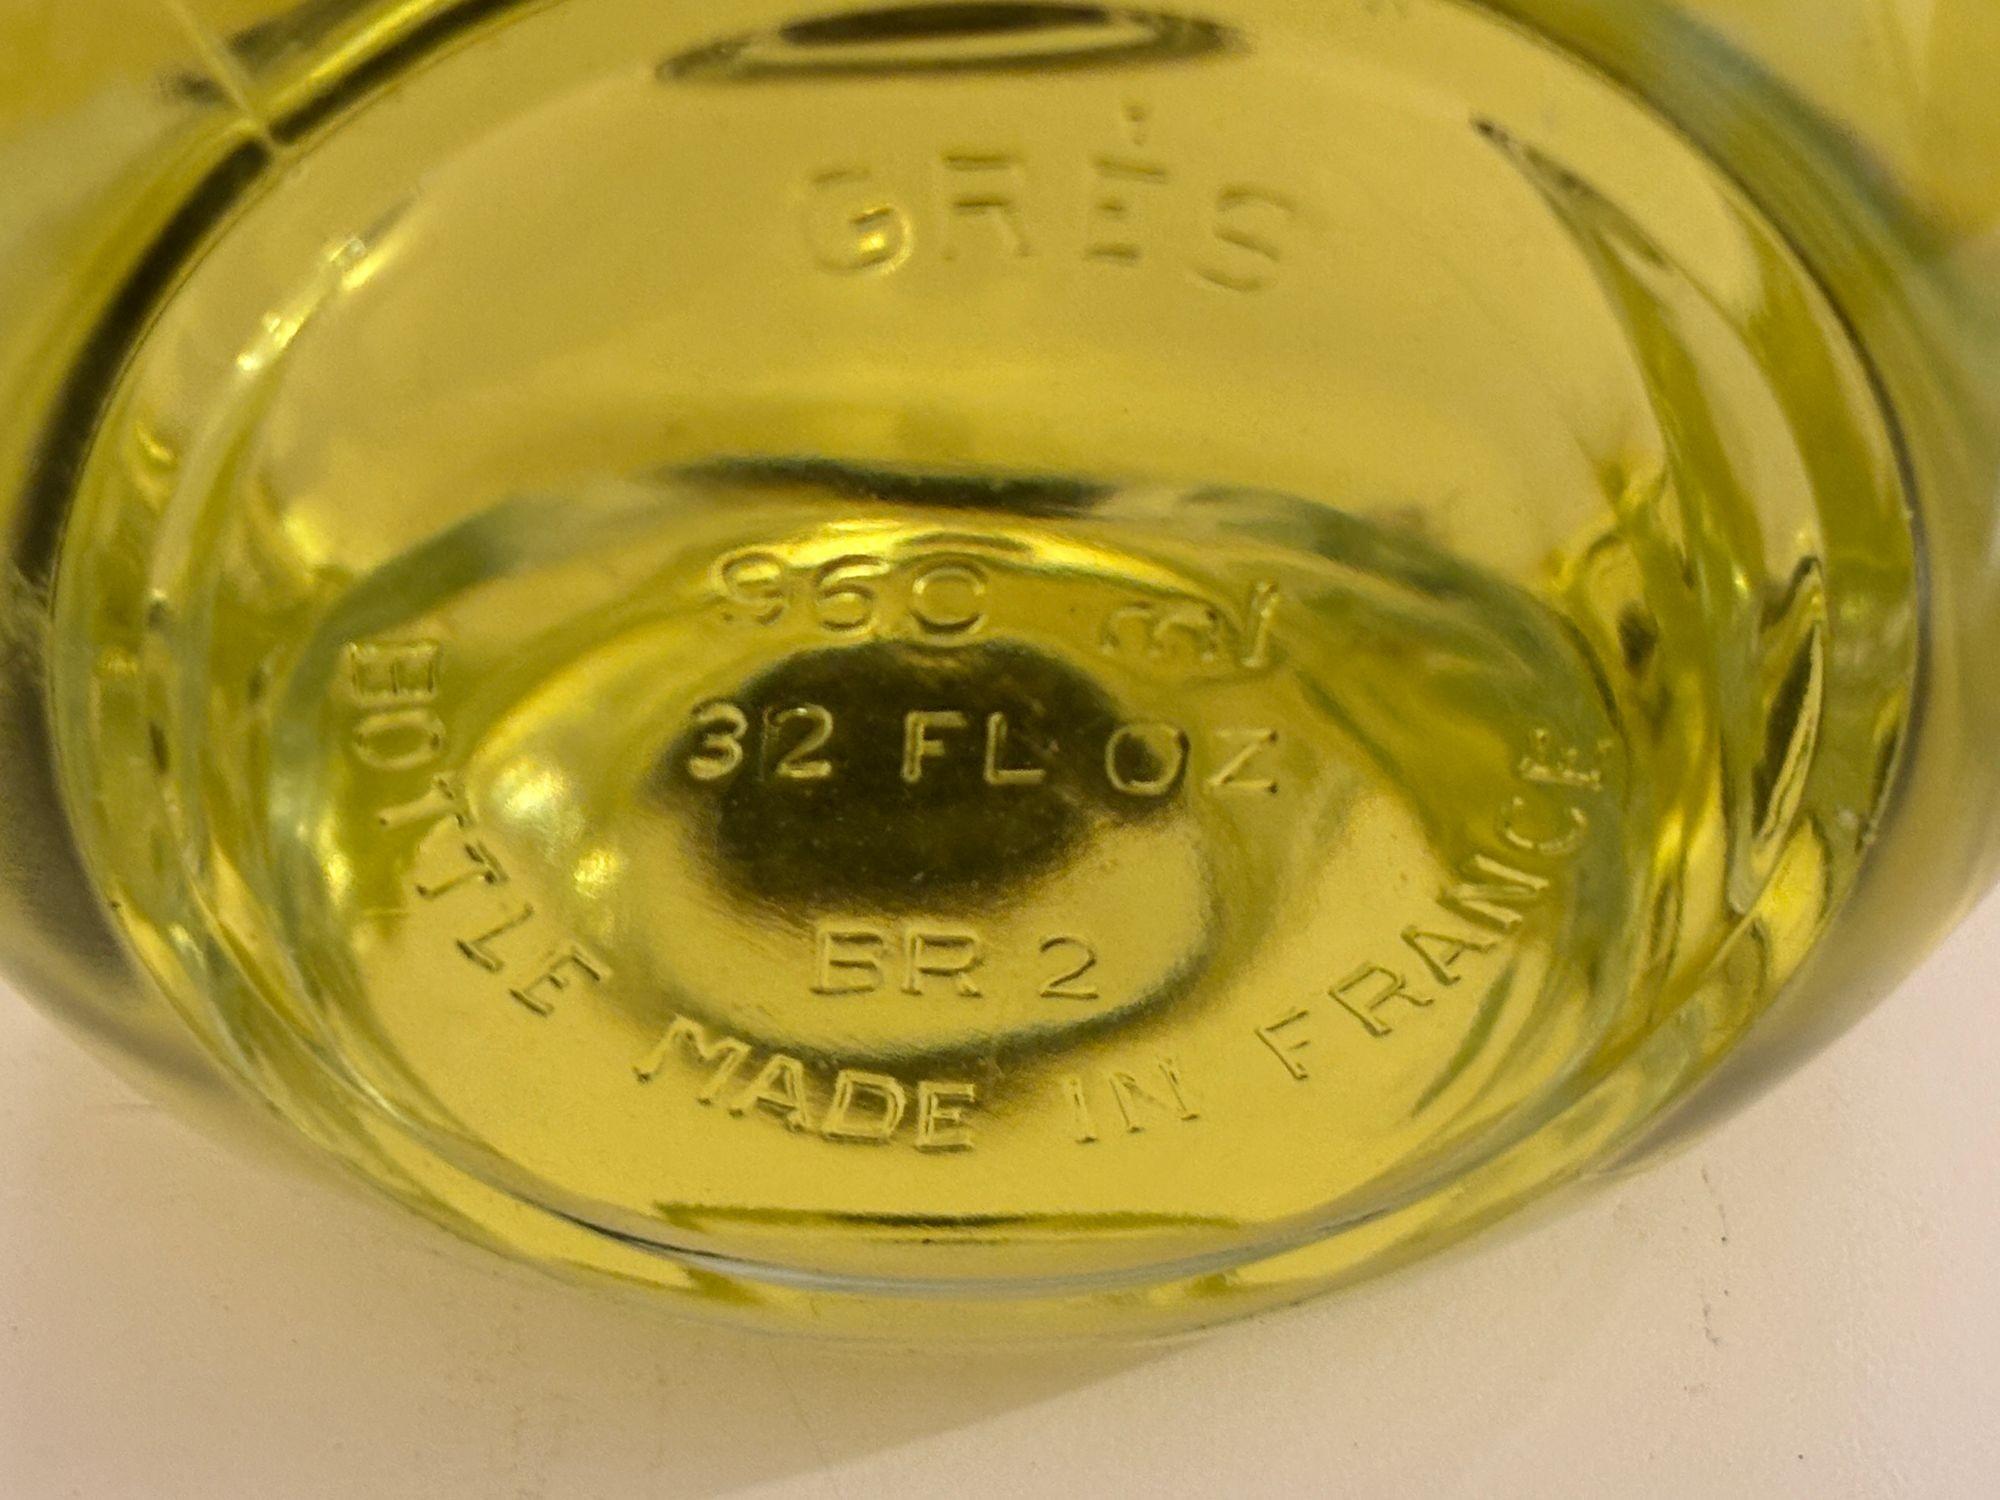 GRÈS
960 ml
32 FL OZ
BR 2
BOTTLE MADE IN FRANCE